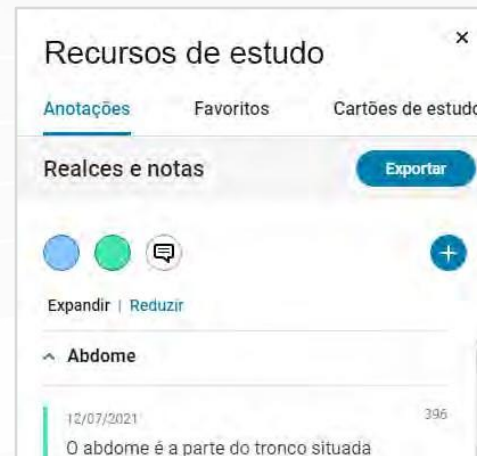 Recursos de estudo
Anotações Favoritos Cartões de estudo
Realces e notas Exportar
Expandir | Reduzir
Abdome
12/07/2021 396
O abdome é a parte do tronco situada